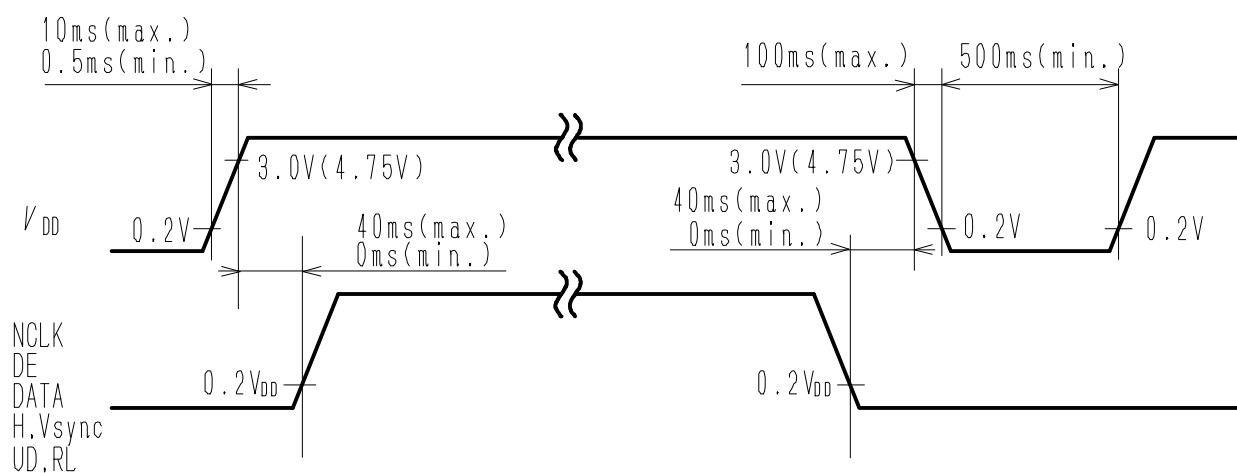 10ms(max.)
0.5ms(min.)
100ms(max.)
500ms(min.)
3.0V(4.75V)
3.0V(4.75V)
VDD
0.2V
40ms(max.)
0ms(min.)
40ms(max.)
0ms(min.)
0.2V
0.2V
NCLK
DE
DATA
H,Vsync
UD,RL
0.2VDD
0.2VDD